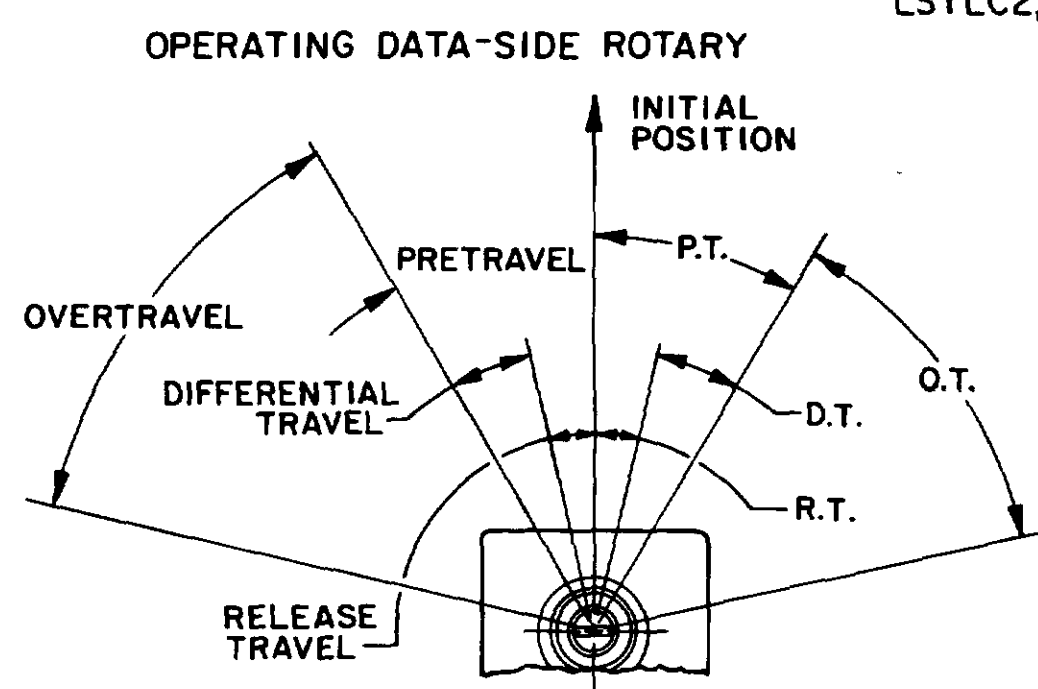 OPERATING DATA-SIDE ROTARY
INITIAL
POSITION
PRETRAVEL
P.T.
OVERTRAVEL
DIFFERENTIAL
TRAVEL
O.T.
D.T.
R.T.
RELEASE
TRAVEL